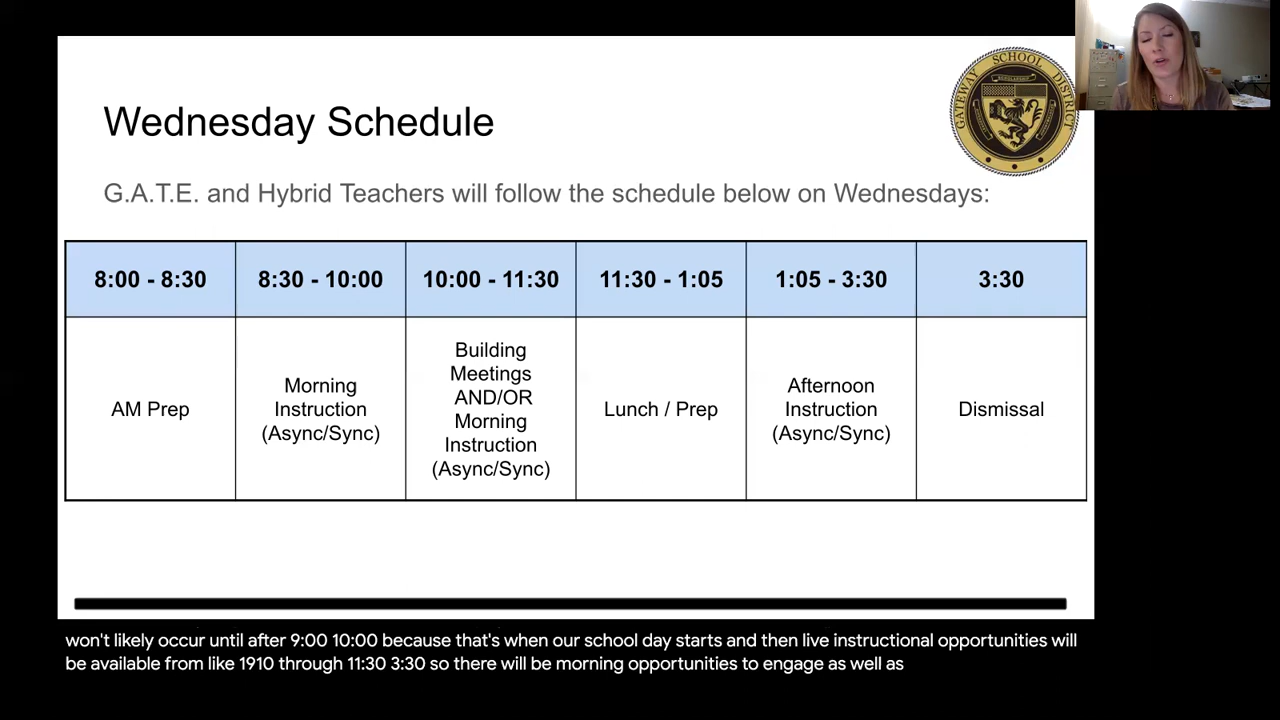 GATEWAY SCHOOL DISTRICT
Wednesday Schedule
G.A.T.E. and Hybrid Teachers will follow the schedule below on Wednesdays:
8:00 - 8:30
8:30 - 10:00
10:00 - 11:30
11:30 - 1:05
1:05 - 3:30
3:30
AM Prep
Morning
Instruction
(Async/Sync)
Building
Meetings
AND/OR
Morning
Instruction
(Async/Sync)
Lunch / Prep
Afternoon
Instruction
(Async/Sync)
Dismissal
won't likely occur until after 9:00 10:00 because that's when our school day starts and then live instructional opportunities will
be available from like 1910 through 11:30 3:30 so there will be morning opportunities to engage as well as